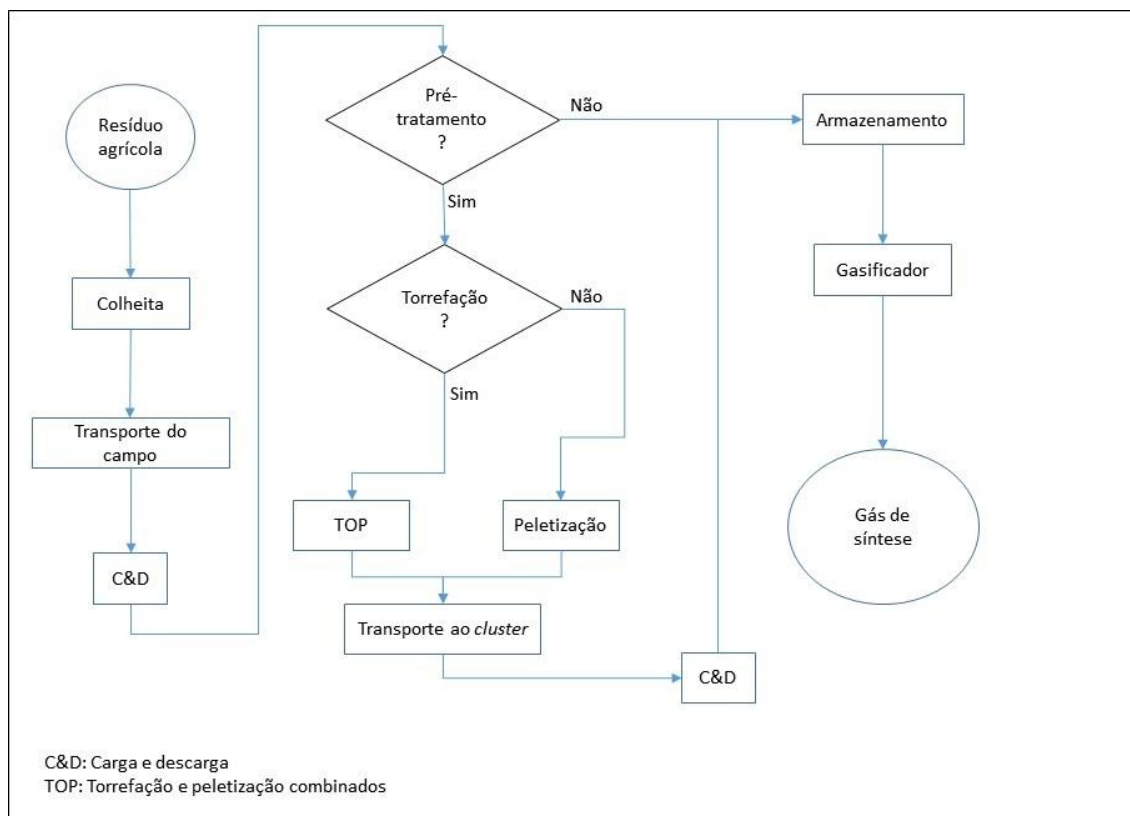 Resíduo
agrícola
Colheita
Transporte do
campo
C&D
Pré-
tratamento
?
Não
Sim
Torrefação
?
Não
Sim
TOP
Peletização
Transporte ao cluster
C&D
Armazenamento
Gasificador
Gás de
síntese
C&D: Carga e descarga
TOP: Torrefação e peletização combinados